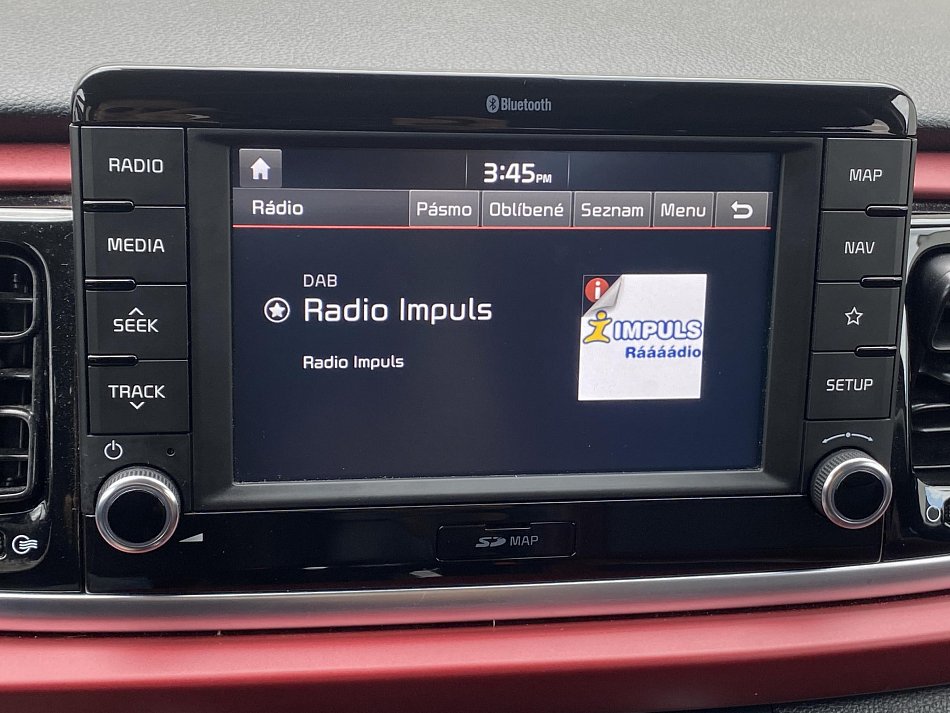 Bluetooth
RADIO
MEDIA
SEEK
TRACK
3:45PM
Rádio
Pásmo
Oblíbené
Seznam
Menu
DAB
Radio Impuls
Radio Impuls
i
IMPULS
Ráááádio
MAP
NAV
SETUP
SD MAP